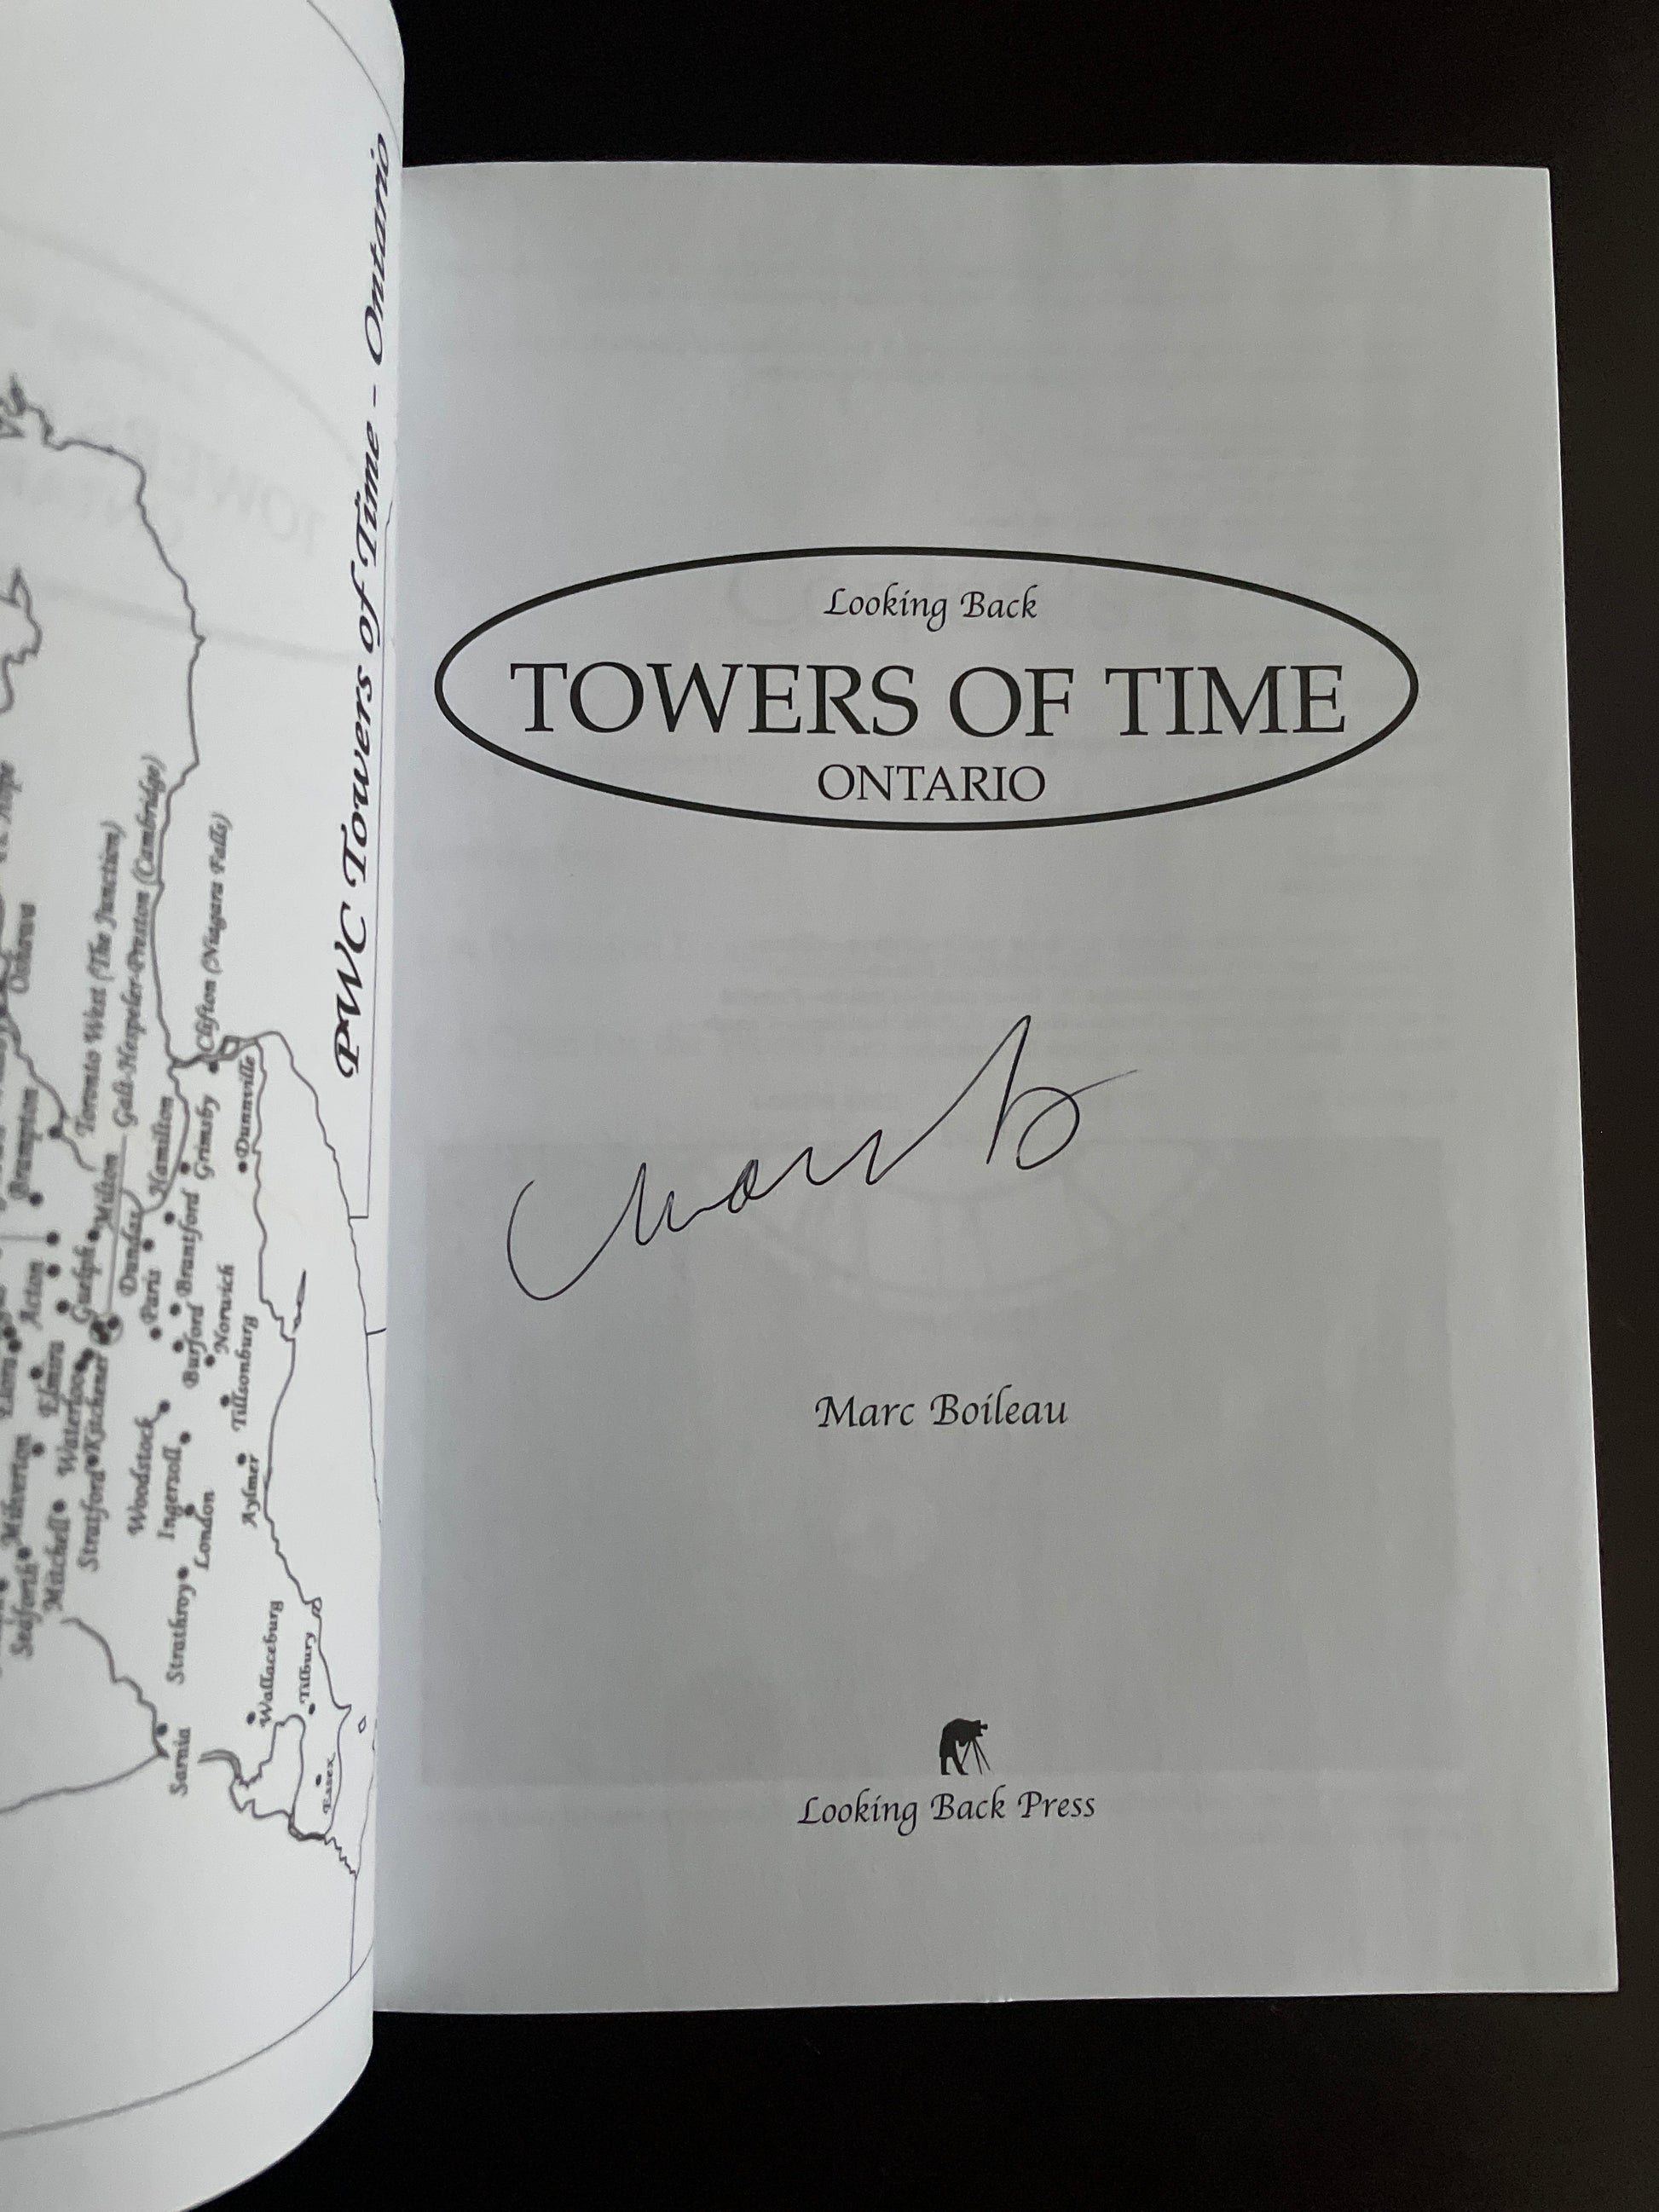 PWC Towers of Time - Ontario
Oshawa
Brampton
Toronto West (The Junction)
Galt-Hespeler-Preston (Cambridge)
Clifton (Niagara Falls)
Milton
Hamilton
Grimsby
Dunnville
Dundas
Acton
Guelph
Paris
Brantford
Burford
Norwich
Elora
Elmira
Waterloo
Kitchener
Tillsonburg
Milverton
Stratford
Woodstock
Ingersoll
Aylmer
Seaforth
Mitchell
London
Strathroy
Wallaceburg
Tilbury
Sarnia
Essex
Looking Back
TOWERS OF TIME
ONTARIO
Marc Boileau
Looking Back Press